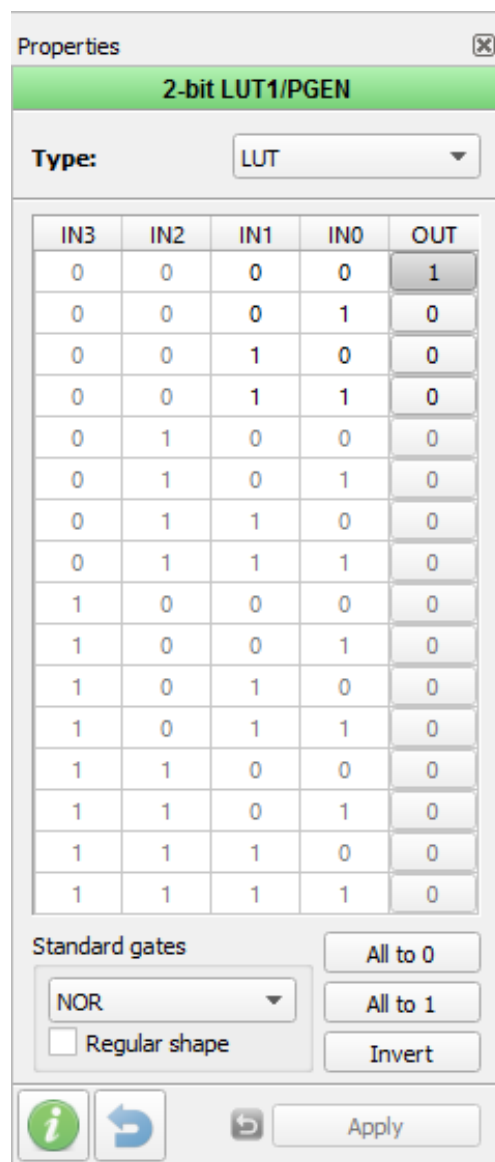 Properties
2-bit LUT1/PGEN
Type: LUT
IN3 IN2 IN1 IN0 OUT
0 0 0 0 1
0 0 0 1 0
0 0 1 0 0
0 0 1 1 0
0 1 0 0 0
0 1 0 1 0
0 1 1 0 0
0 1 1 1 0
1 0 0 0 0
1 0 0 1 0
1 0 1 0 0
1 0 1 1 0
1 1 0 0 0
1 1 0 1 0
1 1 1 0 0
1 1 1 1 0
Standard gates
NOR
Regular shape
All to 0
All to 1
Invert
Apply